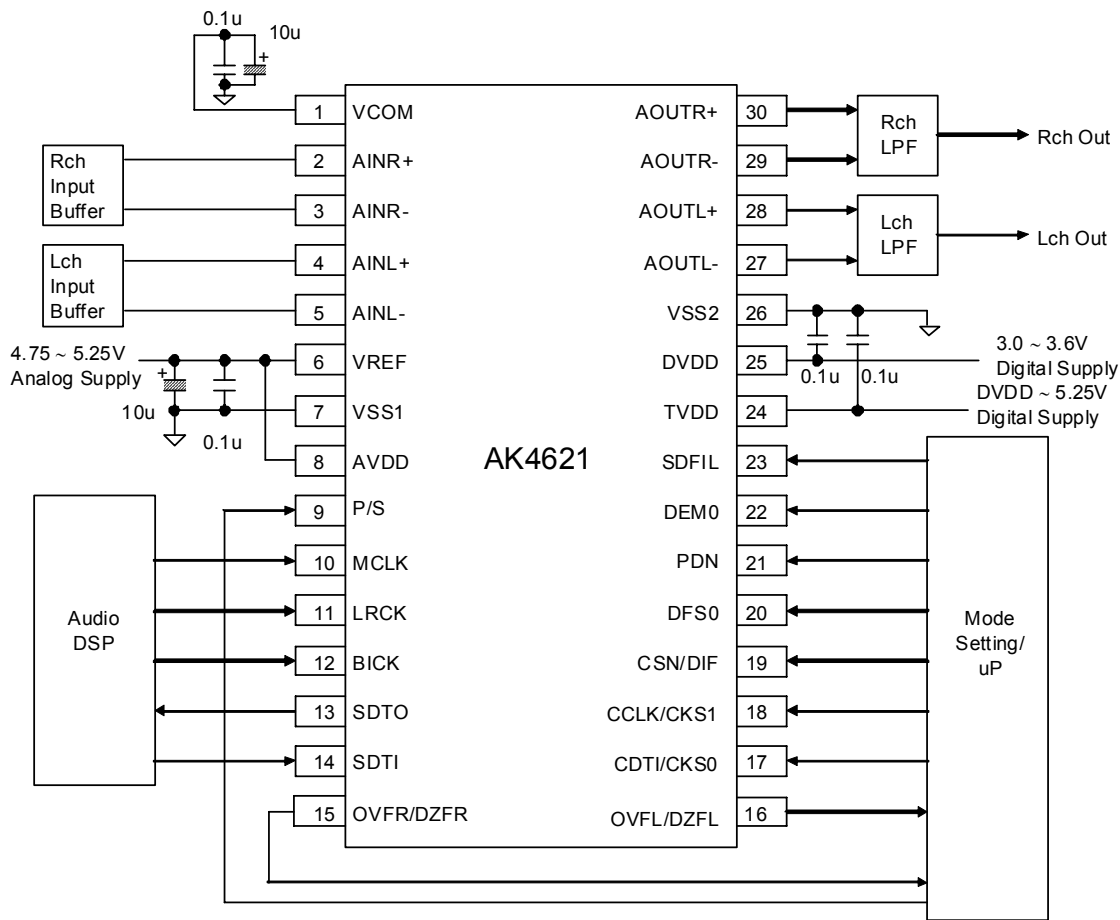 0.1u
10u
+
1 VCOM
2 AINR+
3 AINR-
4 AINL+
5 AINL-
6 VREF
7 VSS1
8 AVDD
9 P/S
10 MCLK
11 LRCK
12 BICK
13 SDTO
14 SDTI
15 OVFR/DZFR
Rch
Input
Buffer
Lch
Input
Buffer
4.75 ~ 5.25V
Analog Supply
+
10u
0.1u
Audio
DSP
AK4621
AOUTR+ 30
AOUTR- 29
AOUTL+ 28
AOUTL- 27
VSS2 26
DVDD 25
TVDD 24
SDFIL 23
DEM0 22
PDN 21
DFS0 20
CSN/DIF 19
CCLK/CKS1 18
CDTI/CKS0 17
OVFL/DZFL 16
Rch
LPF
Rch Out
Lch
LPF
Lch Out
0.1u
0.1u
3.0 ~ 3.6V
Digital Supply
DVDD ~ 5.25V
Digital Supply
Mode
Setting/
uP